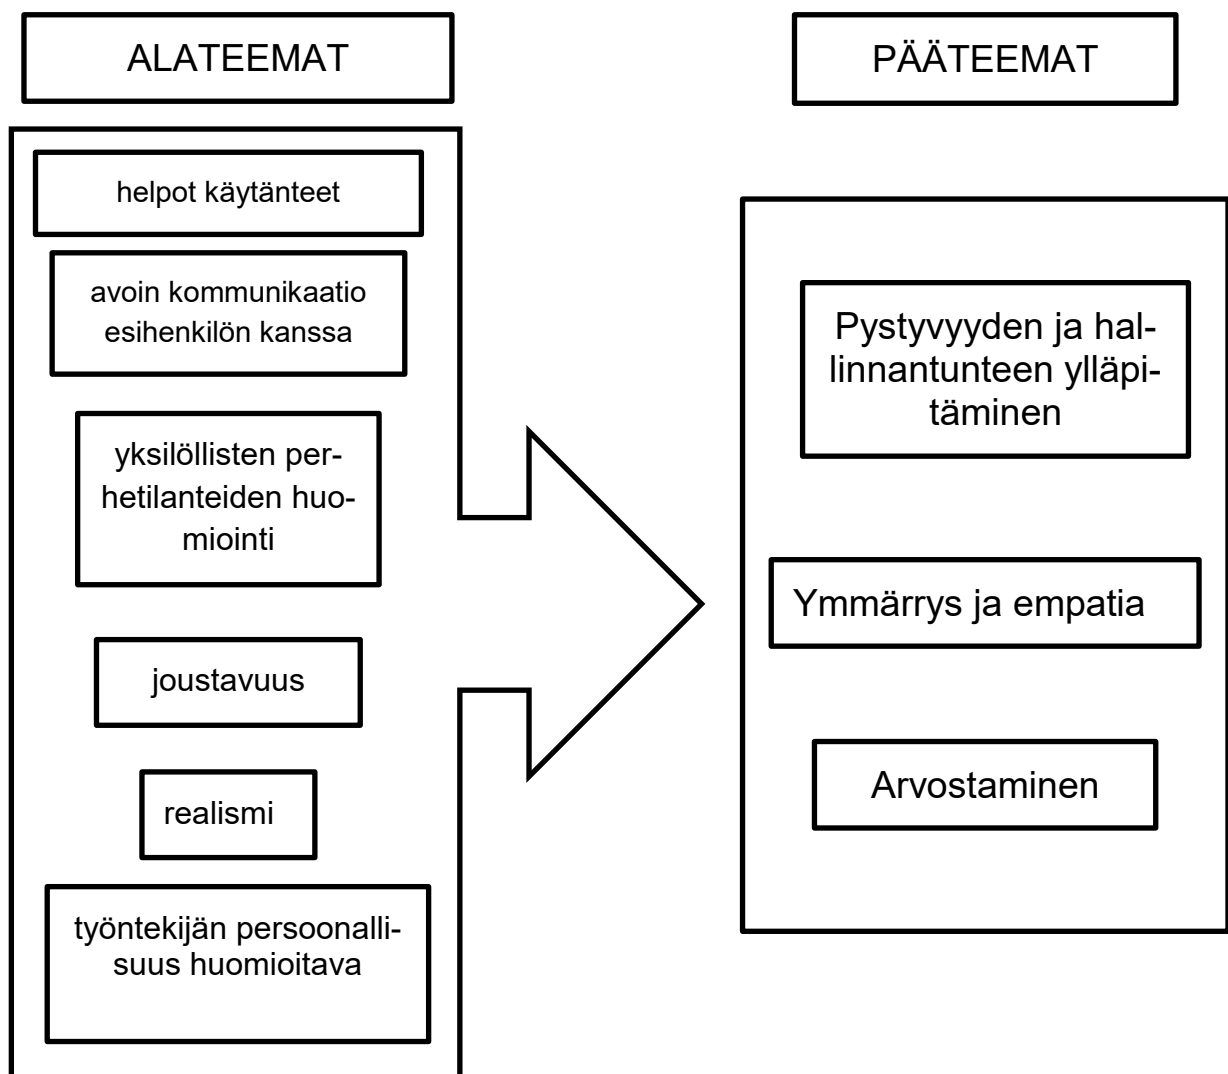 ALATEEMAT
helpot käytänteet
avoin kommunikaatio
esihenkilön kanssa
yksilöllisten per-
hetilanteiden huo-
miointi
joustavuus
realismi
työntekijän persoonalli-
suus huomioitava
PÄÄTEEMAT
Pystyvyyden ja hal-
linnantunteen ylläpi-
täminen
Ymmärrys ja empatia
Arvostaminen